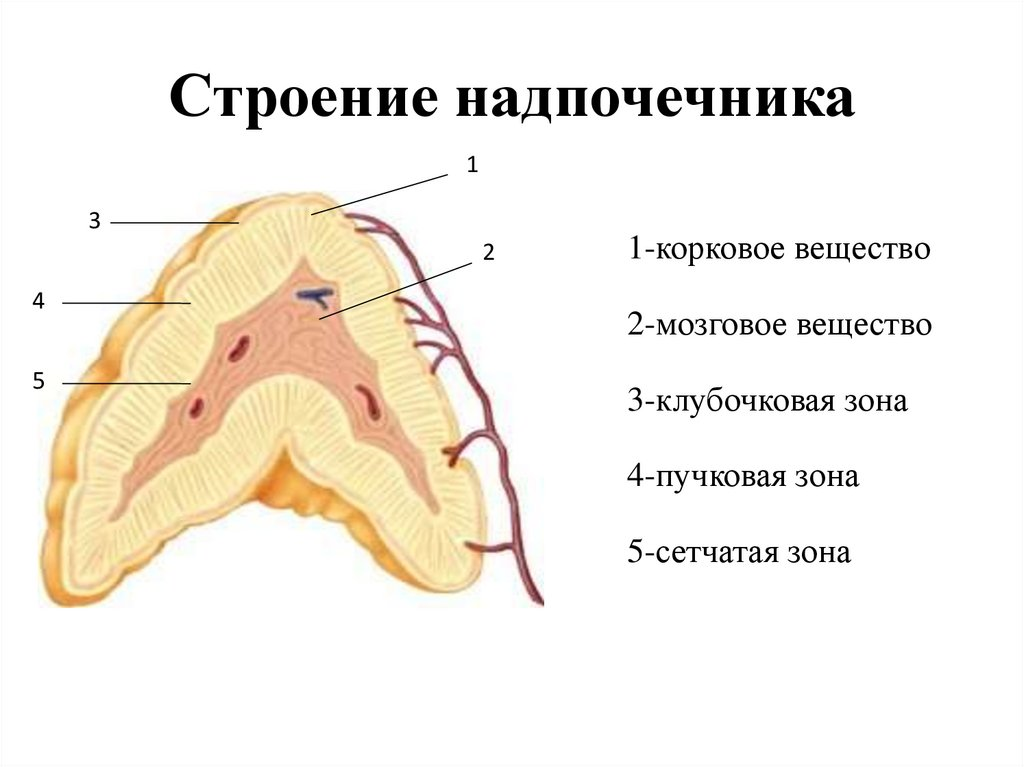 Строение надпочечника
1
3
2
4
5
1-корковое вещество
2-мозговое вещество
3-клубочковая зона
4-пучковая зона
5-сетчатая зона